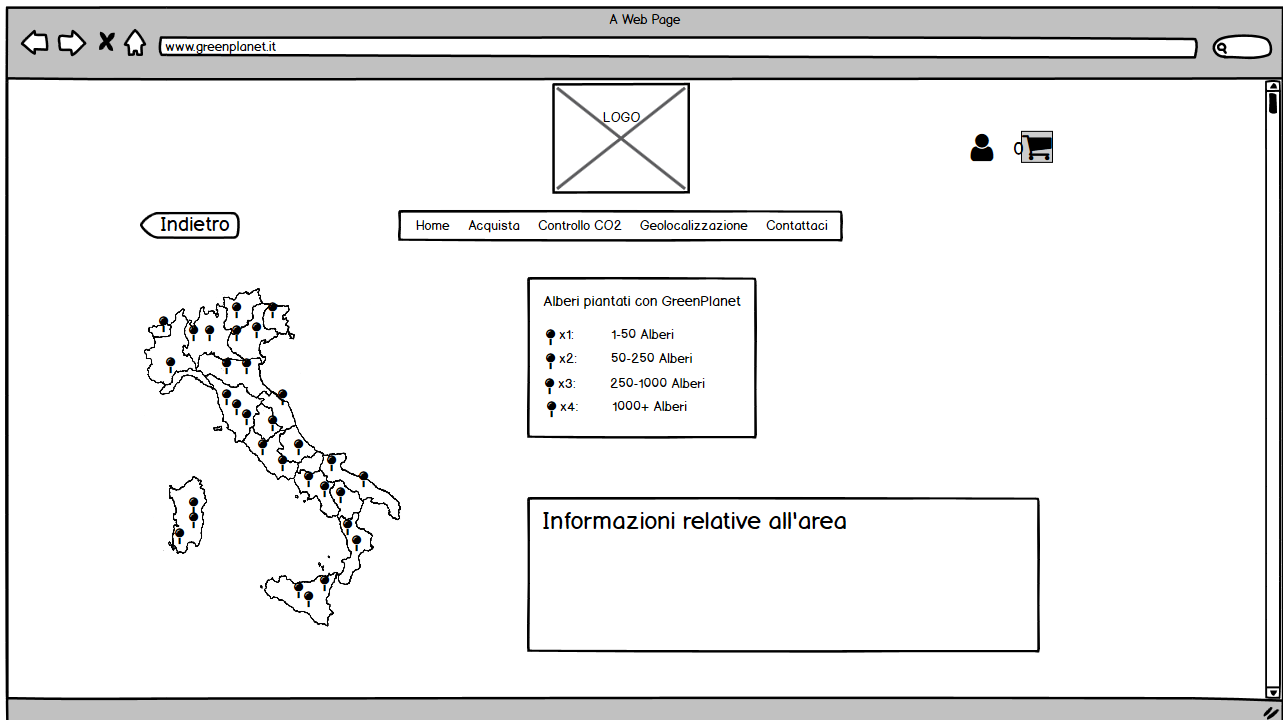 A Web Page
www.greenplanet.it
LOGO
0
Indietro
Home Acquista Controllo CO2 Geolocalizzazione Contattaci
Alberi piantati con GreenPlanet
x1: 1-50 Alberi
x2: 50-250 Alberi
x3: 250-1000 Alberi
x4: 1000+ Alberi
Informazioni relative all'area